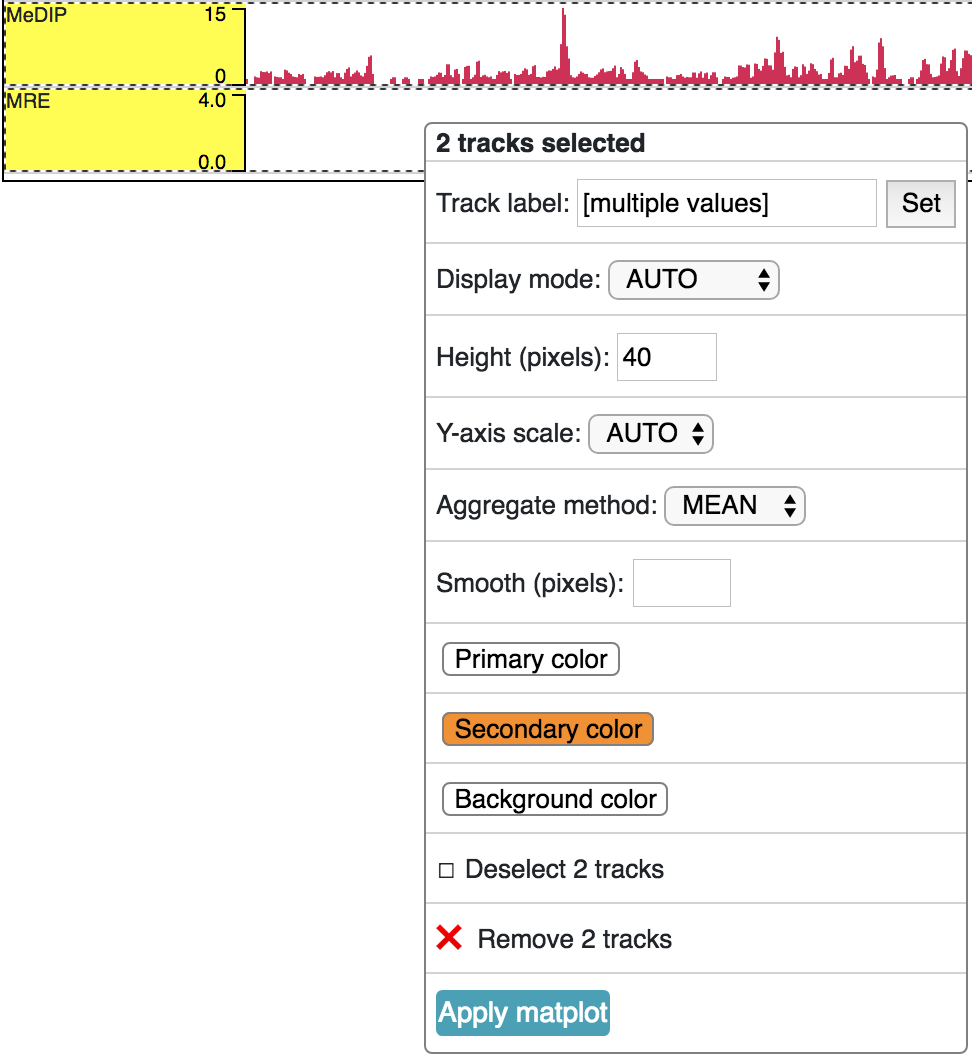 MeDIP 15
0
MRE 4.0
0.0
2 tracks selected
Track label: [multiple values] Set
Display mode: AUTO
Height (pixels): 40
Y-axis scale: AUTO
Aggregate method: MEAN
Smooth (pixels):
Primary color
Secondary color
Background color
Deselect 2 tracks
Remove 2 tracks
Apply matplot